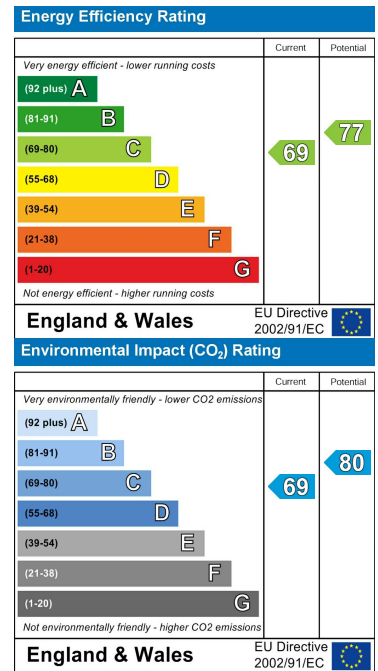 Energy Efficiency Rating
Current Potential
Very energy efficient - lower running costs
(92 plus) A
(81-91) B
(69-80) C
(55-68) D
(39-54) E
(21-38) F
(1-20) G
69
77
Not energy efficient - higher running costs
England & Wales
EU Directive
2002/91/EC
Environmental Impact (CO₂) Rating
Current Potential
Very environmentally friendly - lower CO2 emissions
(92 plus) A
(81-91) B
(69-80) C
(55-68) D
(39-54) E
(21-38) F
(1-20) G
69
80
Not environmentally friendly - higher CO2 emissions
England & Wales
EU Directive
2002/91/EC